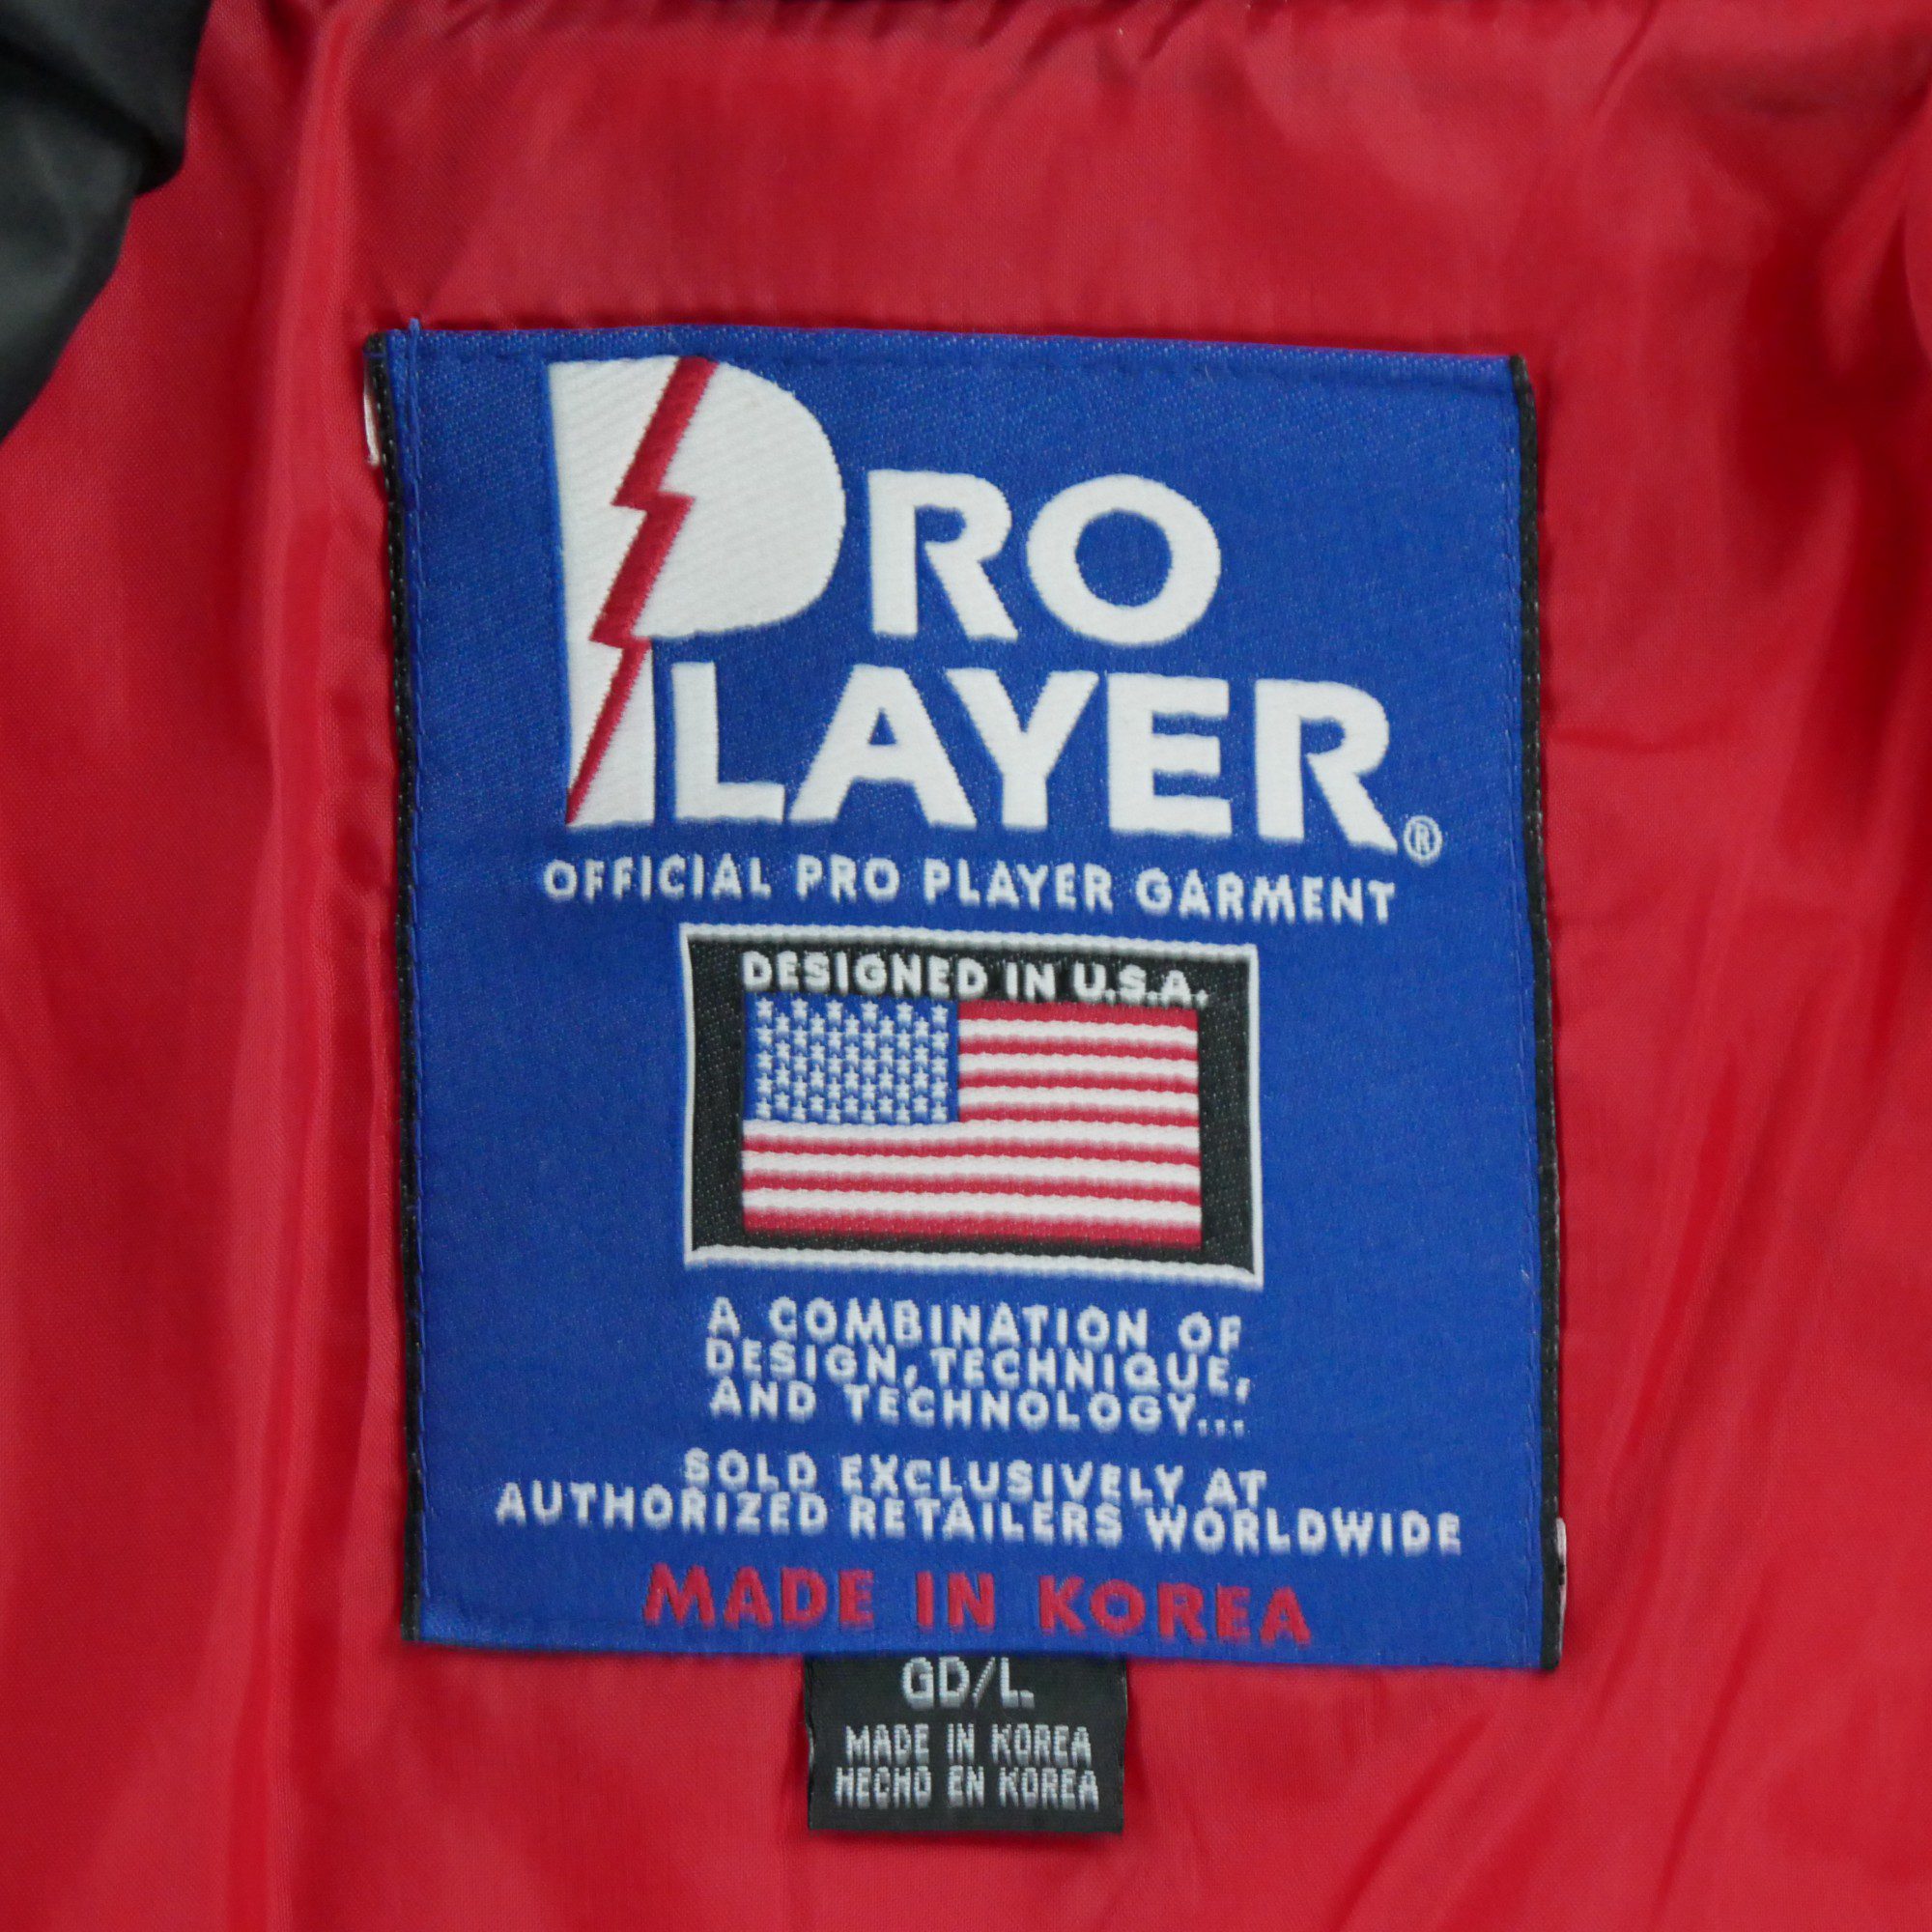 PRO
PLAYER®
OFFICIAL PRO PLAYER GARMENT
DESIGNED IN U.S.A.
A COMBINATION OF
DESIGN, TECHNIQUE,
AND TECHNOLOGY...
SOLD EXCLUSIVELY AT
AUTHORIZED RETAILERS WORLDWIDE
MADE IN KOREA
GD/L.
MADE IN KOREA
HECHO EN KOREA